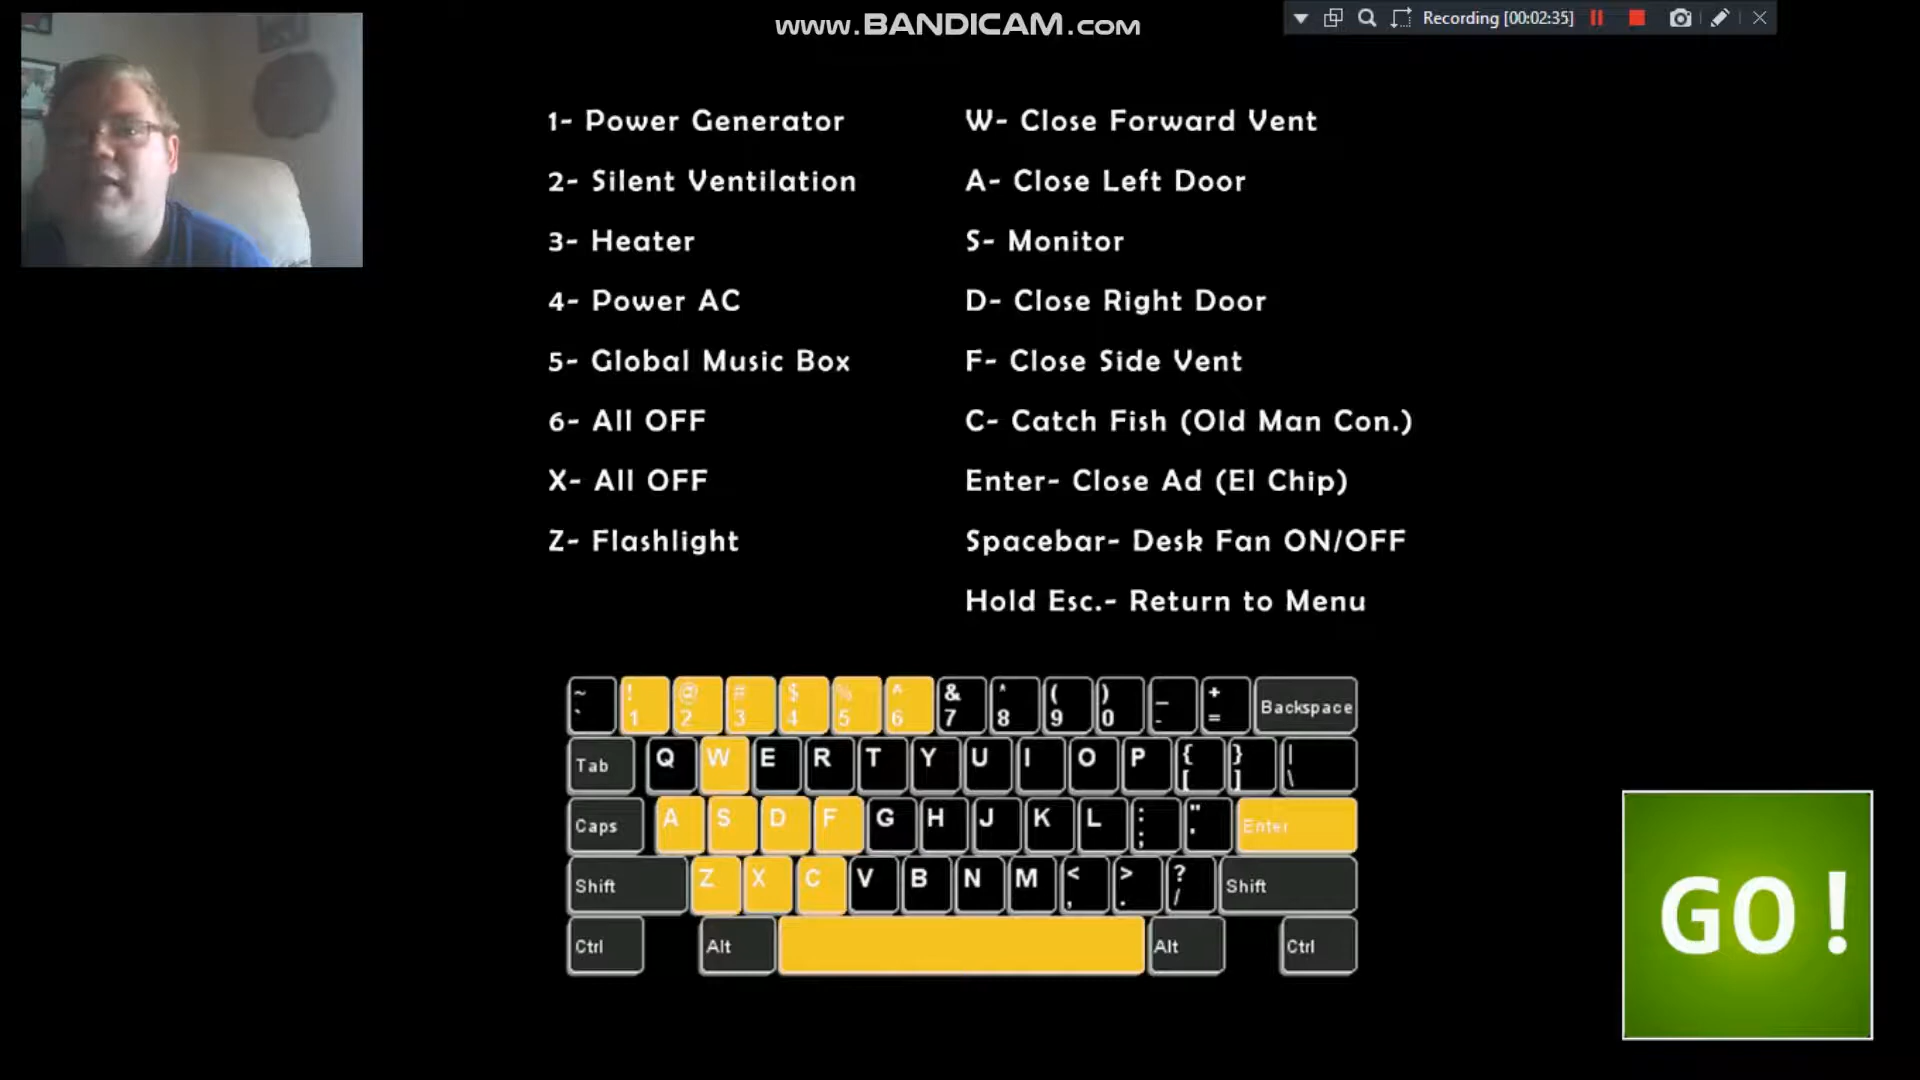 www.BANDICAM.com
Recording [00:02:35]
1- Power Generator
2- Silent Ventilation
3- Heater
4- Power AC
5- Global Music Box
6- All OFF
X- All OFF
Z- Flashlight
W- Close Forward Vent
A- Close Left Door
S- Monitor
D- Close Right Door
F- Close Side Vent
C- Catch Fish (Old Man Con.)
Enter- Close Ad (El Chip)
Spacebar- Desk Fan ON/OFF
Hold Esc.- Return to Menu
~ ! @ # $ % ^ & * ( ) _ +
` 1 2 3 4 5 6 7 8 9 0 - = Backspace
Tab Q W E R T Y U I O P { [ } ] | \
Caps A S D F G H J K L : ; " ' Enter
Shift Z X C V B N M < , > . ? / Shift
Ctrl Alt Alt Ctrl
GO!